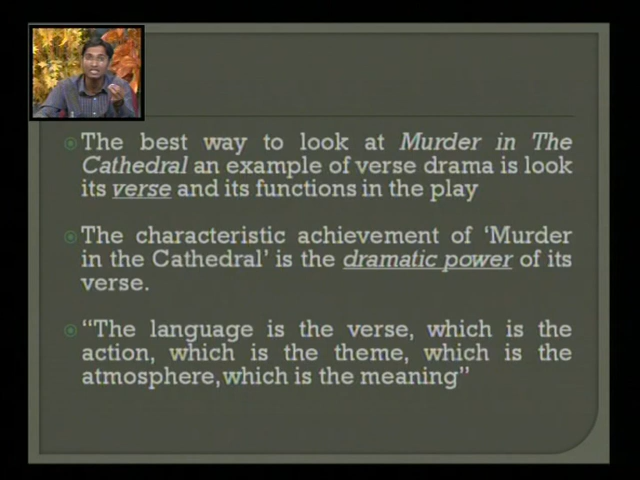 The best way to look at Murder in The
Cathedral an example of verse drama is look
its verse and its functions in the play
The characteristic achievement of ‘Murder
in the Cathedral’ is the dramatic power of its
verse.
“The language is the verse, which is the
action, which is the theme, which is the
atmosphere,which is the meaning”